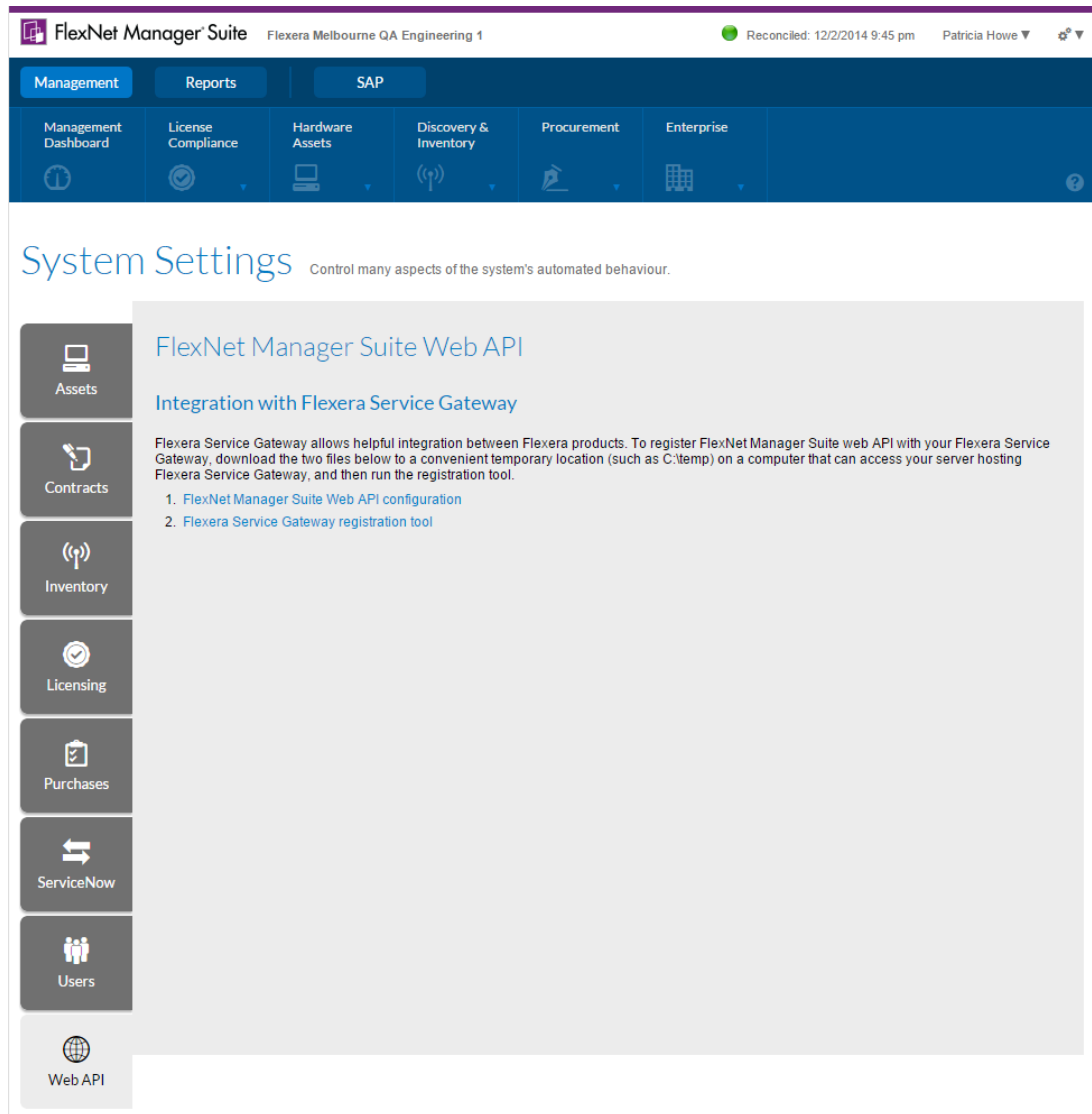 FlexNet Manager® Suite Flexera Melbourne QA Engineering 1 Reconciled: 12/2/2014 9:45 pm Patricia Howe ▼
Management Reports SAP
Management Dashboard
License Compliance
Hardware Assets
Discovery & Inventory
Procurement
Enterprise
System Settings Control many aspects of the system's automated behaviour.
Assets
Contracts
Inventory
Licensing
Purchases
ServiceNow
Users
Web API
FlexNet Manager Suite Web API
Integration with Flexera Service Gateway
Flexera Service Gateway allows helpful integration between Flexera products. To register FlexNet Manager Suite web API with your Flexera Service
Gateway, download the two files below to a convenient temporary location (such as C:\temp) on a computer that can access your server hosting
Flexera Service Gateway, and then run the registration tool.
1. FlexNet Manager Suite Web API configuration
2. Flexera Service Gateway registration tool